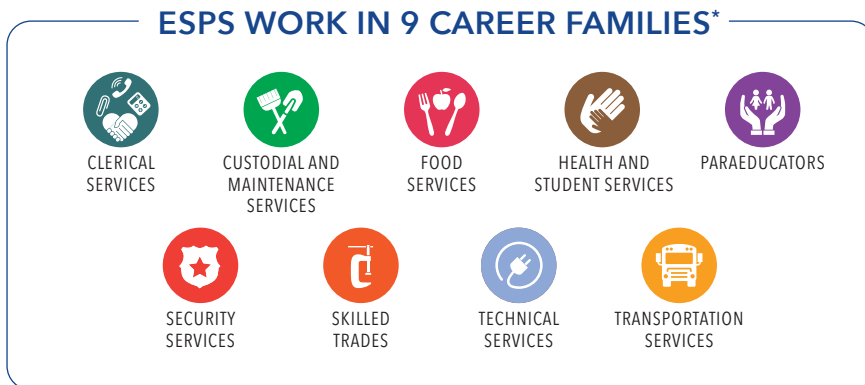 ESPS WORK IN 9 CAREER FAMILIES*
CLERICAL
SERVICES
CUSTODIAL AND
MAINTENANCE
SERVICES
FOOD
SERVICES
HEALTH AND
STUDENT SERVICES
PARAEDUCATORS
SECURITY
SERVICES
SKILLED
TRADES
TECHNICAL
SERVICES
TRANSPORTATION
SERVICES